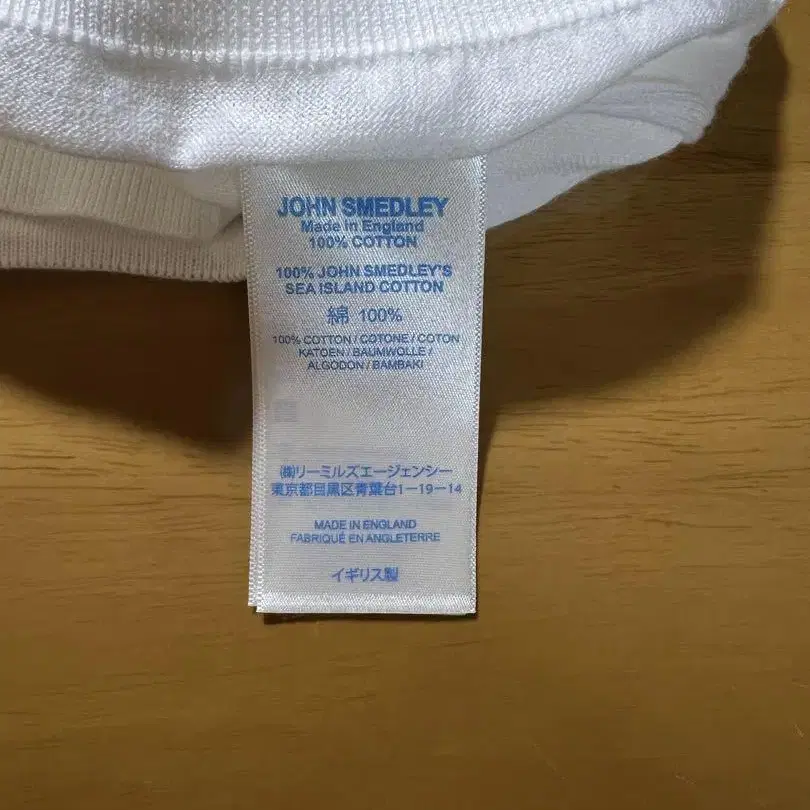 JOHN SMEDLEY
Made in England
100% COTTON
100% JOHN SMEDLEY'S
SEA ISLAND COTTON
綿 100%
100% COTTON / COTONE / COTON
KATOEN / BAUMWOLLE /
ALGODON / BAMBAKI
㈱リーミルズエージェンシー
東京都目黒区青葉台1-19-14
MADE IN ENGLAND
FABRIQUÉ EN ANGLETERRE
イギリス製